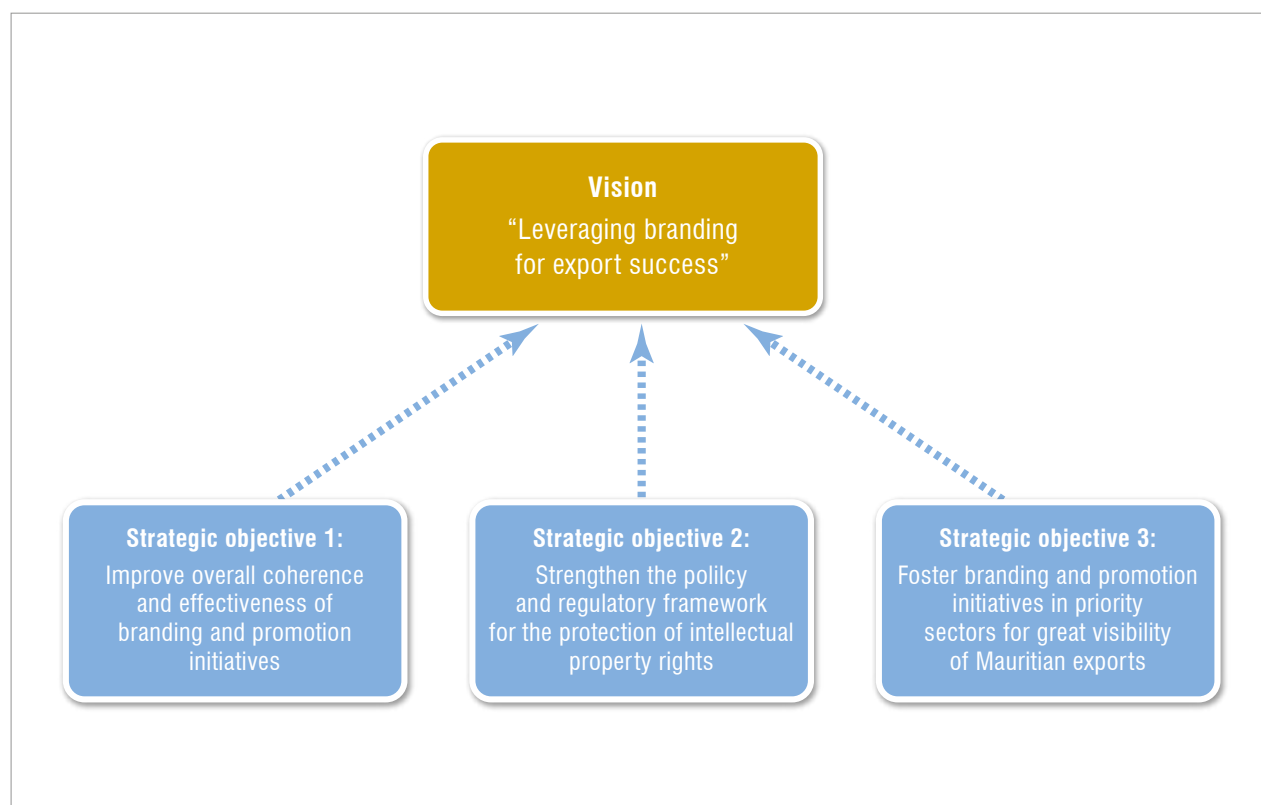 Vision
“Leveraging branding
for export success”
Strategic objective 1:
Improve overall coherence
and effectiveness of
branding and promotion
initiatives
Strategic objective 2:
Strengthen the polilcy
and regulatory framework
for the protection of intellectual
property rights
Strategic objective 3:
Foster branding and promotion
initiatives in priority
sectors for great visibility
of Mauritian exports